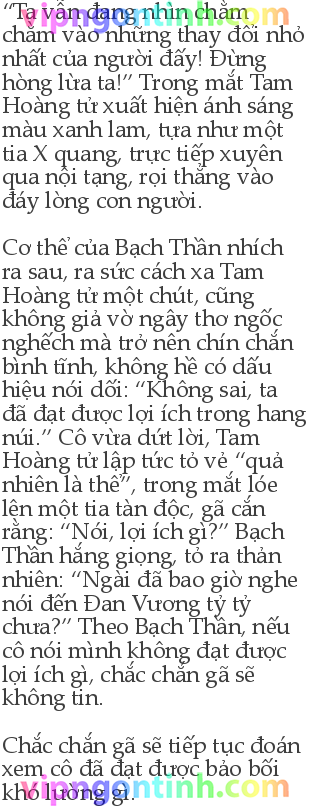 “Ta vẫn đang nhìn chằm
vipngontinh.com
chằm vào những thay đổi nhỏ
nhất của người đấy! Đừng
hòng lừa ta!” Trong mắt Tam
Hoàng tử xuất hiện ánh sáng
màu xanh lam, tựa như một
tia X quang, trực tiếp xuyên
qua nội tạng, rọi thẳng vào
đáy lòng con người.
Cơ thể của Bạch Thần nhích
ra sau, ra sức cách xa Tam
Hoàng tử một chút, cũng
không giả vờ ngây thơ ngốc
nghếch mà trở nên chín chắn
bình tĩnh, không hề có dấu
hiệu nói dối: “Không sai, ta
đã đạt được lợi ích trong hang
núi.” Cô vừa dứt lời, Tam
Hoàng tử lập tức tỏ vẻ “quả
nhiên là thế”, trong mắt lóe
lên một tia tàn độc, gã cắn
rằng: “Nói, lợi ích gì?” Bạch
Thần hắng giọng, tỏ ra thản
nhiên: “Ngài đã bao giờ nghe
nói đến Đan Vương tỷ tỷ
chưa?” Theo Bạch Thần, nếu
cô nói mình không đạt được
lợi ích gì, chắc chắn gã sẽ
không tin.
Chắc chắn gã sẽ tiếp tục đoán
xem cô đã đạt được bảo bối
khó lường gì.
vipngontinh.com